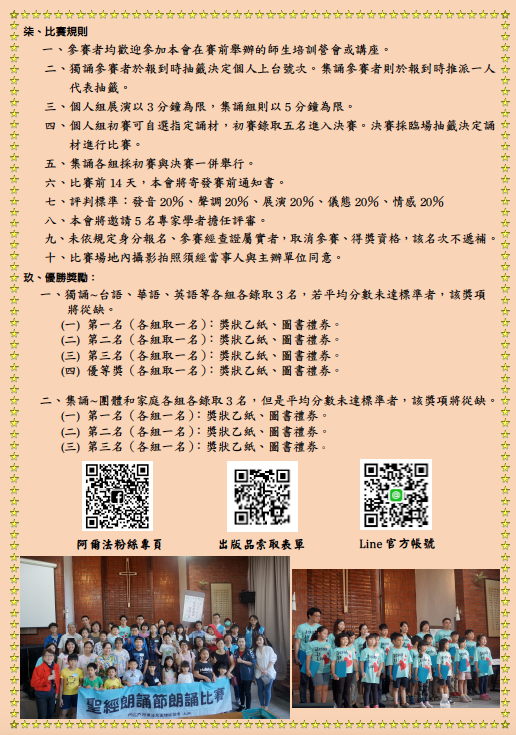 柒、比賽規則
一、參賽者均歡迎參加本會在賽前舉辦的師生培訓營會或講座。
二、獨誦參賽者於報到時抽籤決定個人上台號次。集誦參賽者則於報到時推派一人
代表抽籤。
三、個人組展演以3分鐘為限，集誦組則以5分鐘為限。
四、個人組初賽可自選指定誦材，初賽錄取五名進入決賽。決賽採臨場抽籤決定誦
材進行比賽。
五、集誦各組採初賽與決賽一併舉行。
六、比賽前14天，本會將寄發賽前通知書。
七、評判標準：發音20%、聲調20%、展演20%、儀態20%、情感20%
八、本會將邀請5名專家學者擔任評審。
九、未依規定身分報名、參賽經查證屬實者，取消參賽、得獎資格，該名次不遞補。
十、比賽場地內攝影拍照須經當事人與主辦單位同意。
玖、優勝獎勵：
一、獨誦~台語、華語、英語等各組各錄取3名，若平均分數未達標準者，該獎項
將從缺。
(一) 第一名（各組取一名）：獎狀乙紙、圖書禮券。
(二) 第二名（各組取一名）：獎狀乙紙、圖書禮券。
(三) 第三名（各組取一名）：獎狀乙紙、圖書禮券。
(四) 優等獎（各組取一名）：獎狀乙紙、圖書禮券。
二、集誦~團體和家庭各組各錄取3名，但是平均分數未達標準者，該獎項將從缺。
(一) 第一名（各組一名）：獎狀乙紙、圖書禮券。
(二) 第二名（各組一名）：獎狀乙紙、圖書禮券。
(三) 第三名（各組一名）：獎狀乙紙、圖書禮券。
阿爾法粉絲專頁
出版品索取表單
Line 官方帳號
聖經朗誦節朗誦比賽